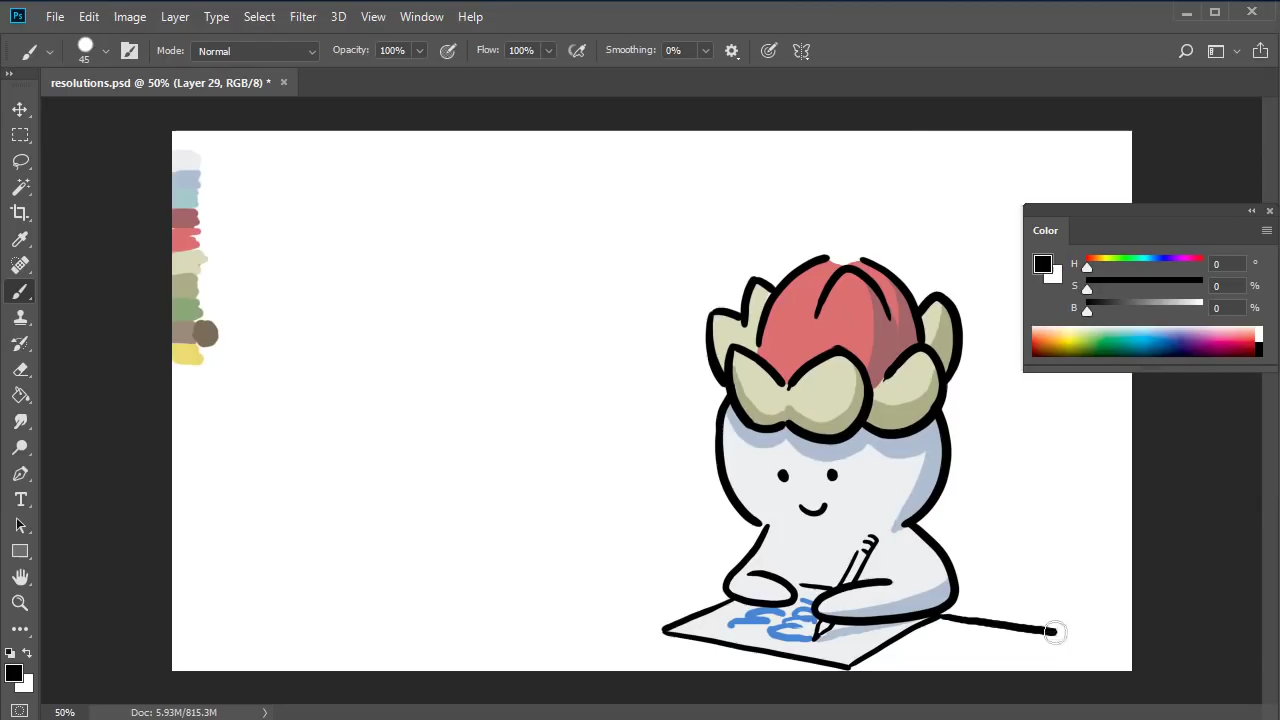 Ps File Edit Image Layer Type Select Filter 3D View Window Help
45 Mode: Normal Opacity: 100% Flow: 100% Smoothing: 0%
resolutions.psd @ 50% (Layer 29, RGB/8) *
Color
H 0 °
S 0 %
B 0 %
50% Doc: 5.93M/815.3M